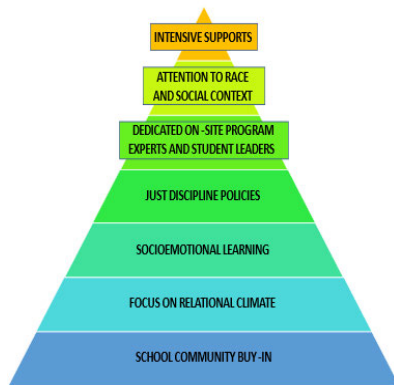 INTENSIVE SUPPORTS
ATTENTION TO RACE
AND SOCIAL CONTEXT
DEDICATED ON -SITE PROGRAM
EXPERTS AND STUDENT LEADERS
JUST DISCIPLINE POLICIES
SOCIOEMOTIONAL LEARNING
FOCUS ON RELATIONAL CLIMATE
SCHOOL COMMUNITY BUY -IN